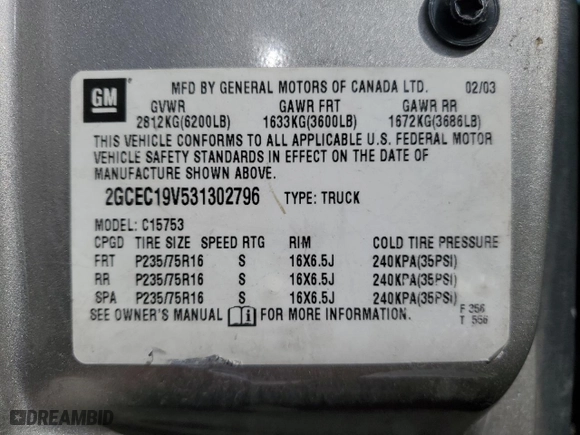 GM
MFD BY GENERAL MOTORS OF CANADA LTD. 02/03
GVWR GAWR FRT GAWR RR
2812KG(6200LB) 1633KG(3600LB) 1672KG(3686LB)
THIS VEHICLE CONFORMS TO ALL APPLICABLE U.S. FEDERAL MOTOR
VEHICLE SAFETY STANDARDS IN EFFECT ON THE DATE OF
MANUFACTURE SHOWN ABOVE.
2GCEC19V531302796 TYPE: TRUCK
MODEL: C15753
CPGD TIRE SIZE SPEED RTG RIM COLD TIRE PRESSURE
FRT P235/75R16 S 16X6.5J 240KPA(35PSI)
RR P235/75R16 S 16X6.5J 240KPA(35PSI)
SPA P235/75R16 S 16X6.5J 240KPA(35PSI)
SEE OWNER'S MANUAL i FOR MORE INFORMATION.
F 256
T 556
DREAMBID